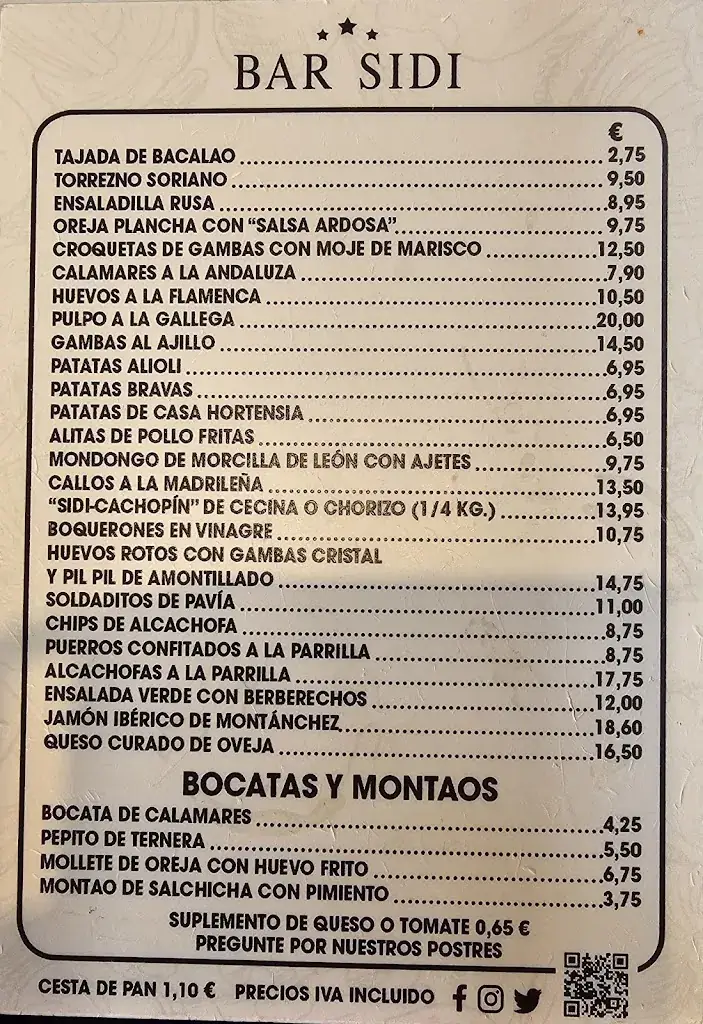 BAR SIDI
€
TAJADA DE BACALAO 2,75
TORREZNO SORIANO 9,50
ENSALADILLA RUSA 8,95
OREJA PLANCHA CON “SALSA ARDOSA” 9,75
CROQUETAS DE GAMBAS CON MOJE DE MARISCO 12,50
CALAMARES A LA ANDALUZA 7,90
HUEVOS A LA FLAMENCA 10,50
PULPO A LA GALLEGA 20,00
GAMBAS AL AJILLO 14,50
PATATAS ALIOLI 6,95
PATATAS BRAVAS 6,95
PATATAS DE CASA HORTENSIA 6,95
ALITAS DE POLLO FRITAS 6,50
MONDONGO DE MORCILLA DE LEÓN CON AJETES 9,75
CALLOS A LA MADRILEÑA 13,50
“SIDI-CACHOPÍN” DE CECINA O CHORIZO (1/4 KG.) 13,95
BOQUERONES EN VINAGRE 10,75
HUEVOS ROTOS CON GAMBAS CRISTAL
Y PIL PIL DE AMONTILLADO 14,75
SOLDADITOS DE PAVÍA 11,00
CHIPS DE ALCACHOFA 8,75
PUERROS CONFITADOS A LA PARRILLA 8,75
ALCACHOFAS A LA PARRILLA 17,75
ENSALADA VERDE CON BERBERECHOS 12,00
JAMÓN IBÉRICO DE MONTÁNCHEZ 18,60
QUESO CURADO DE OVEJA 16,50
BOCATAS Y MONTAOS
BOCATA DE CALAMARES 4,25
PEPITO DE TERNERA 5,50
MOLLETE DE OREJA CON HUEVO FRITO 6,75
MONTAO DE SALCHICHA CON PIMIENTO 3,75
SUPLEMENTO DE QUESO O TOMATE 0,65 €
PREGUNTE POR NUESTROS POSTRES
CESTA DE PAN 1,10 € PRECIOS IVA INCLUIDO